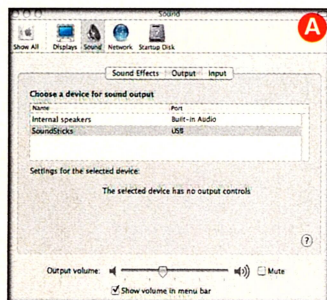 Sound
A
Show All Displays Sound Network Startup Disk
Sound Effects Output Input
Choose a device for sound output
Name Port
Internal speakers Built-in Audio
SoundSticks USB
Settings for the selected device:
The selected device has no output controls
?
Output volume: Mute
Show volume in menu bar